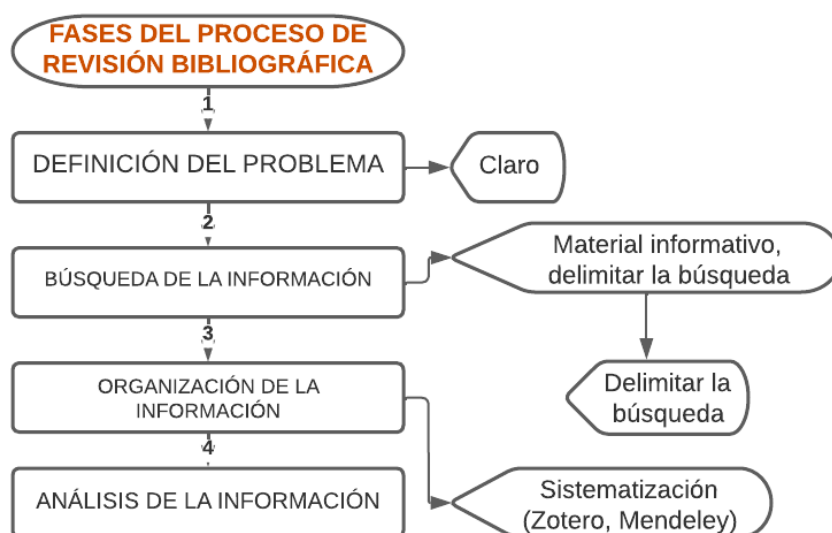 FASES DEL PROCESO DE
REVISIÓN BIBLIOGRÁFICA
1
DEFINICIÓN DEL PROBLEMA
Claro
2
BÚSQUEDA DE LA INFORMACIÓN
Material informativo,
delimitar la búsqueda
3
Delimitar la
búsqueda
ORGANIZACIÓN DE LA
INFORMACIÓN
4
ANÁLISIS DE LA INFORMACIÓN
Sistematización
(Zotero, Mendeley)